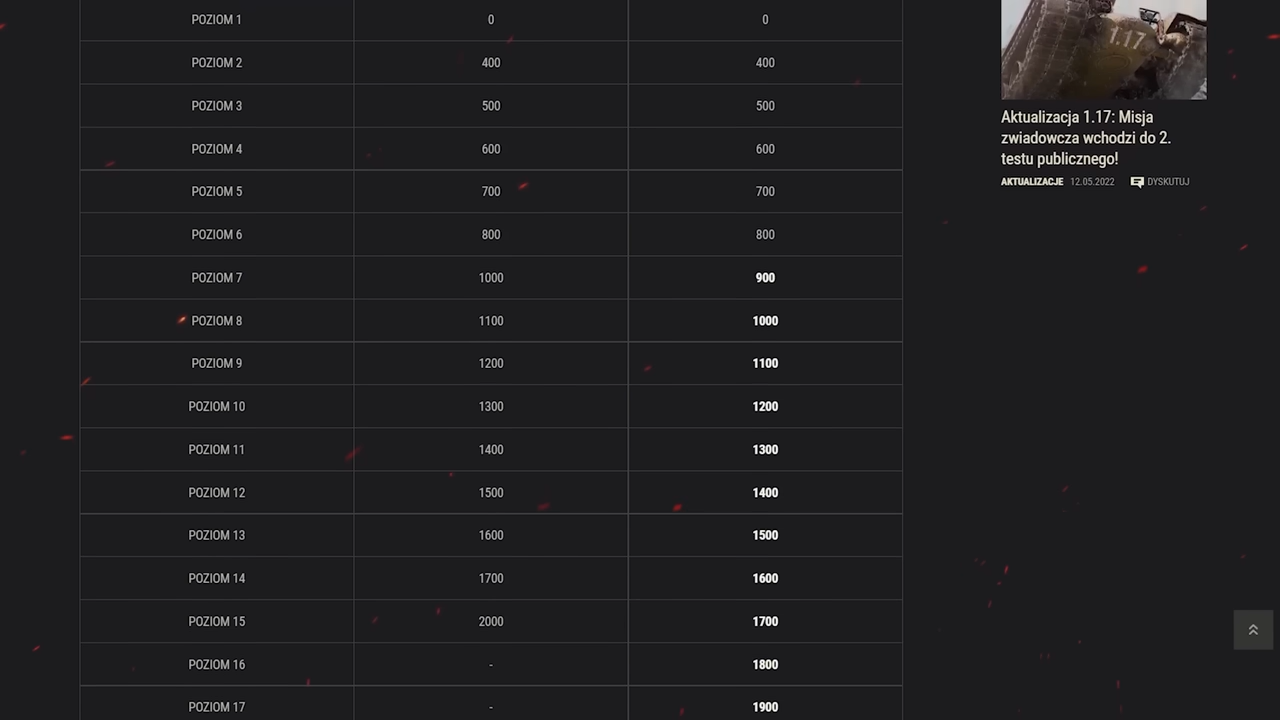 POZIOM 1 0 0
POZIOM 2 400 400
POZIOM 3 500 500
POZIOM 4 600 600
POZIOM 5 700 700
POZIOM 6 800 800
POZIOM 7 1000 900
POZIOM 8 1100 1000
POZIOM 9 1200 1100
POZIOM 10 1300 1200
POZIOM 11 1400 1300
POZIOM 12 1500 1400
POZIOM 13 1600 1500
POZIOM 14 1700 1600
POZIOM 15 2000 1700
POZIOM 16 - 1800
POZIOM 17 - 1900
1.17
Aktualizacja 1.17: Misja
zwiadowcza wchodzi do 2.
testu publicznego!
AKTUALIZACJE 12.05.2022 DYSKUTUJ